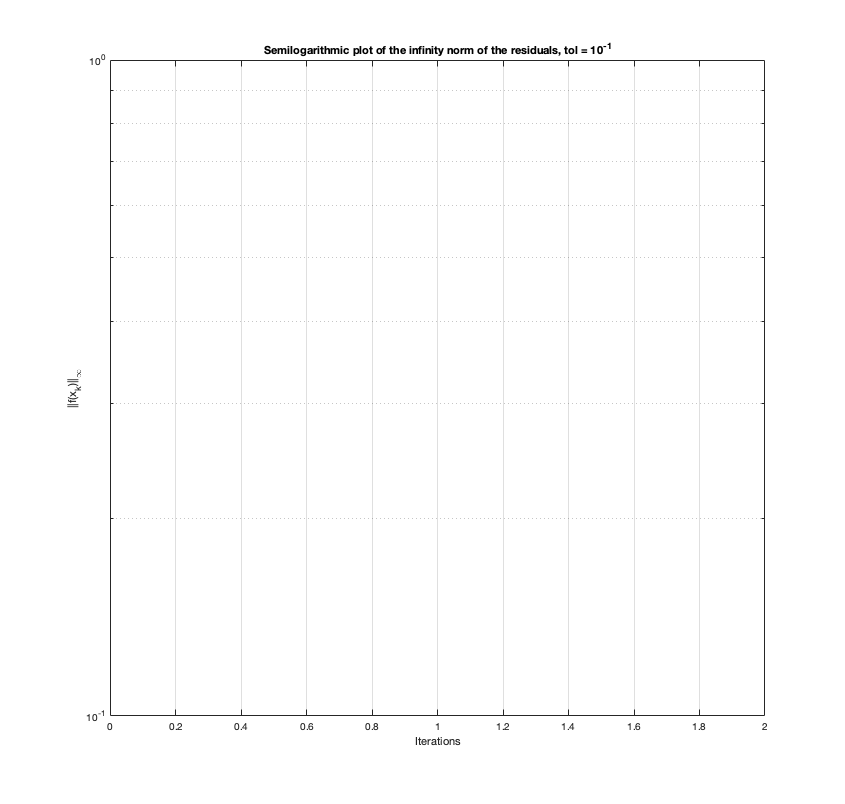 Semilogarithmic plot of the infinity norm of the residuals, tol = 10^-1
10^0
||f(x_k)||_∞
10^-1
0 0.2 0.4 0.6 0.8 1 1.2 1.4 1.6 1.8 2
Iterations